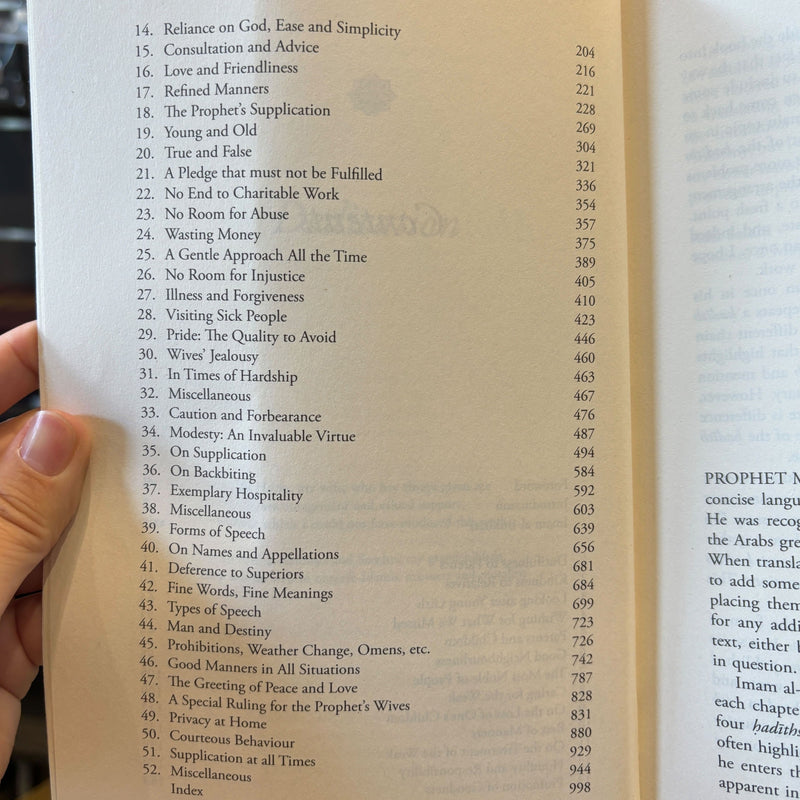 14. Reliance on God, Ease and Simplicity 204
15. Consultation and Advice 216
16. Love and Friendliness 221
17. Refined Manners 228
18. The Prophet's Supplication 269
19. Young and Old 304
20. True and False 321
21. A Pledge that must not be Fulfilled 336
22. No End to Charitable Work 354
23. No Room for Abuse 357
24. Wasting Money 375
25. A Gentle Approach All the Time 389
26. No Room for Injustice 405
27. Illness and Forgiveness 410
28. Visiting Sick People 423
29. Pride: The Quality to Avoid 446
30. Wives' Jealousy 460
31. In Times of Hardship 463
32. Miscellaneous 467
33. Caution and Forbearance 476
34. Modesty: An Invaluable Virtue 487
35. On Supplication 494
36. On Backbiting 584
37. Exemplary Hospitality 592
38. Miscellaneous 603
39. Forms of Speech 639
40. On Names and Appellations 656
41. Deference to Superiors 681
42. Fine Words, Fine Meanings 684
43. Types of Speech 699
44. Man and Destiny 723
45. Prohibitions, Weather Change, Omens, etc. 726
46. Good Manners in All Situations 742
47. The Greeting of Peace and Love 787
48. A Special Ruling for the Prophet's Wives 828
49. Privacy at Home 831
50. Courteous Behaviour 880
51. Supplication at all Times 929
52. Miscellaneous 944
Index 998
PROPHET M
concise langu
He was recog
the Arabs gre
When transla
to add some
placing them
for any addi
text, either b
in question.
Imam al-
each chapte
four hadīths
often highli
he enters th
apparent in